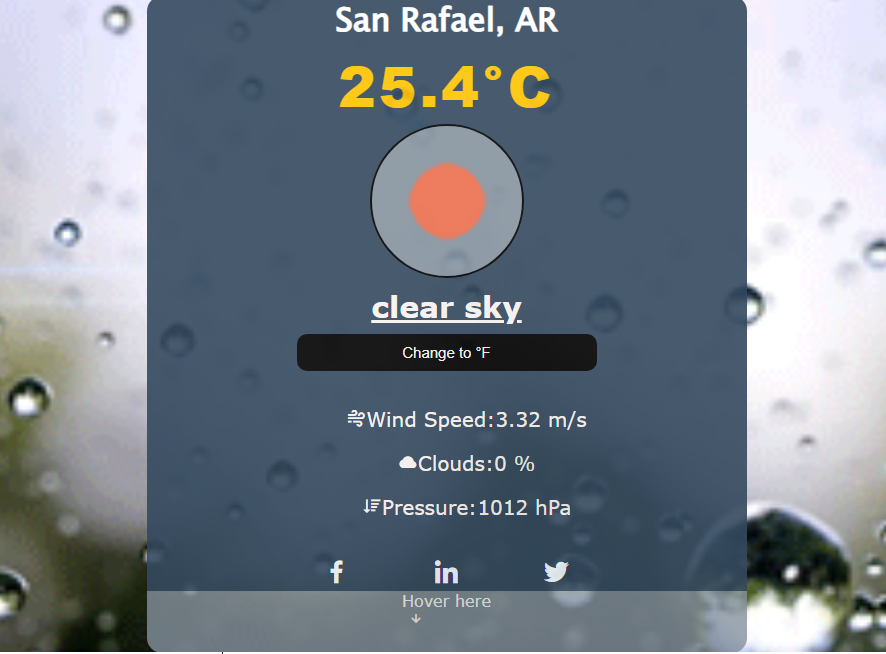 San Rafael, AR
25.4°C
clear sky
Change to °F
Wind Speed:3.32 m/s
Clouds:0 %
Pressure:1012 hPa
Hover here